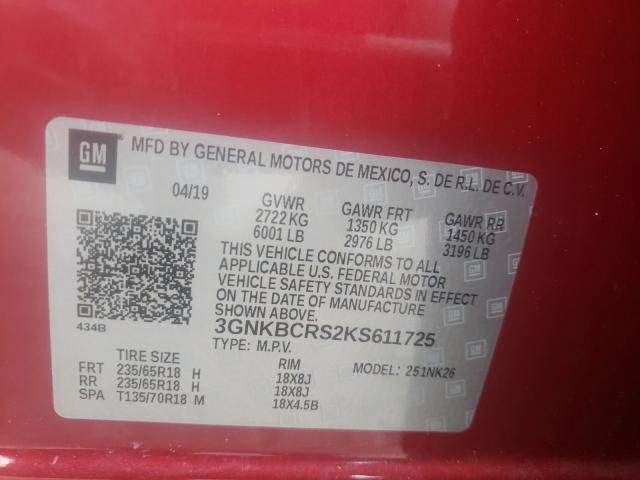 GM
MFD BY GENERAL MOTORS DE MEXICO, S. DE R.L. DE C.V.
04/19
GVWR GAWR FRT GAWR RR
2722 KG 1350 KG 1450 KG
6001 LB 2976 LB 3196 LB
THIS VEHICLE CONFORMS TO ALL
APPLICABLE U.S. FEDERAL MOTOR
VEHICLE SAFETY STANDARDS IN EFFECT
ON THE DATE OF MANUFACTURE
SHOWN ABOVE.
434B
3GNKBCRS2KS611725
TYPE: M.P.V.
MODEL: 251NK26
TIRE SIZE RIM
FRT 235/65R18 H 18X8J
RR 235/65R18 H 18X8J
SPA T135/70R18 M 18X4.5B